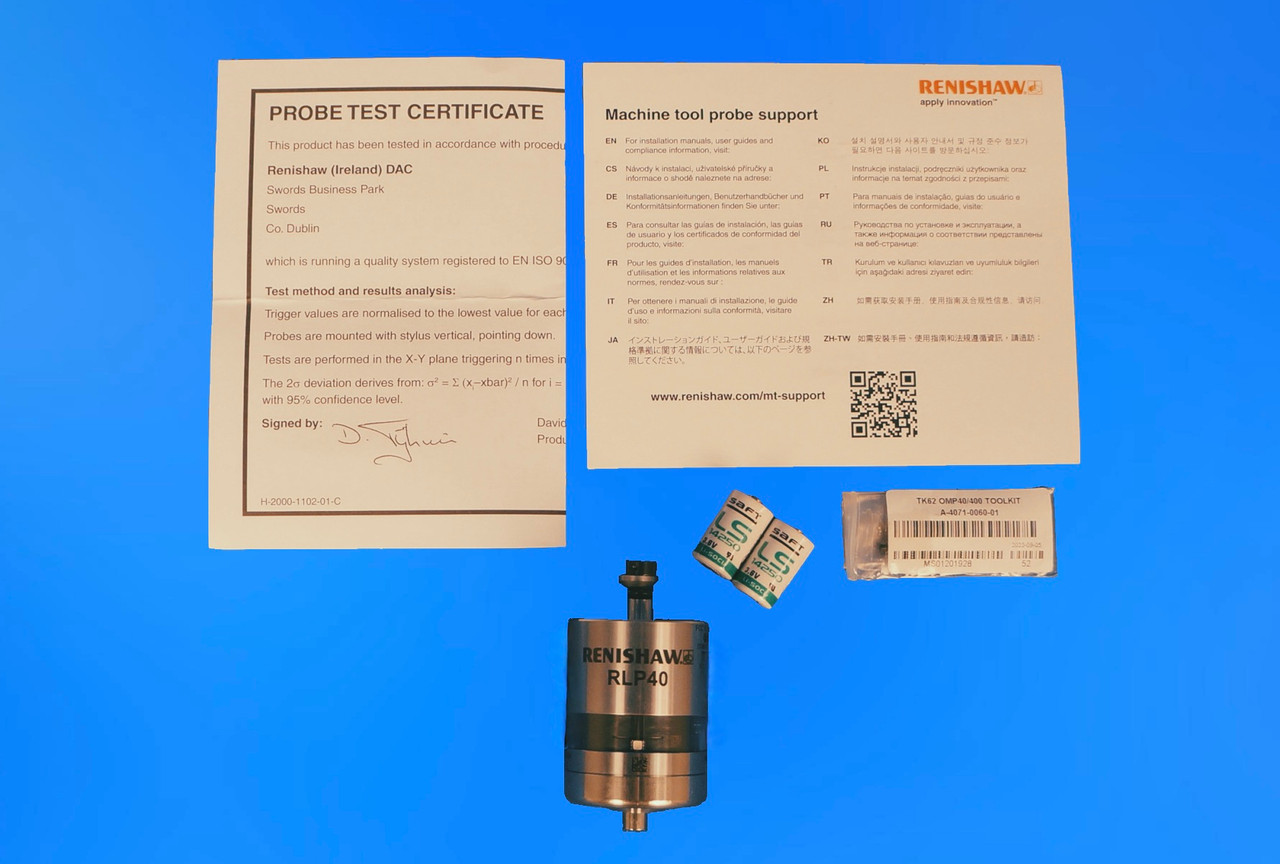 PROBE TEST CERTIFICATE
This product has been tested in accordance with procedu
Renishaw (Ireland) DAC
Swords Business Park
Swords
Co. Dublin
which is running a quality system registered to EN ISO 90
Test method and results analysis:
Trigger values are normalised to the lowest value for each
Probes are mounted with stylus vertical, pointing down.
Tests are performed in the X-Y plane triggering n times in
The 2σ deviation derives from: σ² = Σ (xᵢ–xbar)² / n for i =
with 95% confidence level.
Signed by:
David
Produ
H-2000-1102-01-C
RENISHAW
apply innovation™
Machine tool probe support
EN For installation manuals, user guides and
compliance information, visit:
CS Návody k instalaci, uživatelské příručky a
informace o shodě naleznete na adrese:
DE Installationsanleitungen, Benutzerhandbücher und
Konformitätsinformationen finden Sie unter:
ES Para consultar las guías de instalación, las guías
de usuario y los certificados de conformidad del
producto, visite:
FR Pour les guides d'installation, les manuels
d'utilisation et les informations relatives aux
normes, rendez-vous sur :
IT Per ottenere i manuali di installazione, le guide
d'uso e informazioni sulla conformità, visitare
il sito:
JA インストレーションガイド、ユーザーガイドおよび規
格準拠に関する情報については、以下のページを参
照してください。
KO 설치 설명서와 사용자 안내서 및 규정 준수 정보가
필요하면 다음 사이트를 방문하십시오:
PL Instrukcje instalacji, podręczniki użytkownika oraz
informacje na temat zgodności z przepisami:
PT Para manuais de instalação, guias do usuário e
informações de conformidade, visite:
RU Руководства по установке и эксплуатации, а
также информация о соответствии представлены
на веб-странице:
TR Kurulum ve kullanıcı kılavuzları ve uyumluluk bilgileri
için aşağıdaki adresi ziyaret edin:
ZH 如需获取安装手册、使用指南及合规性信息，请访问
ZH-TW 如需安裝手冊、使用指南和法規遵循資訊，請造訪：
www.renishaw.com/mt-support
saft
LS
14250
3.6V
Li-SOCl
saft
LS
14250
3.6V
Li-SOCl
TK62 OMP40/400 TOOLKIT
A-4071-0060-01
MS01201928
52
RENISHAW
RLP40